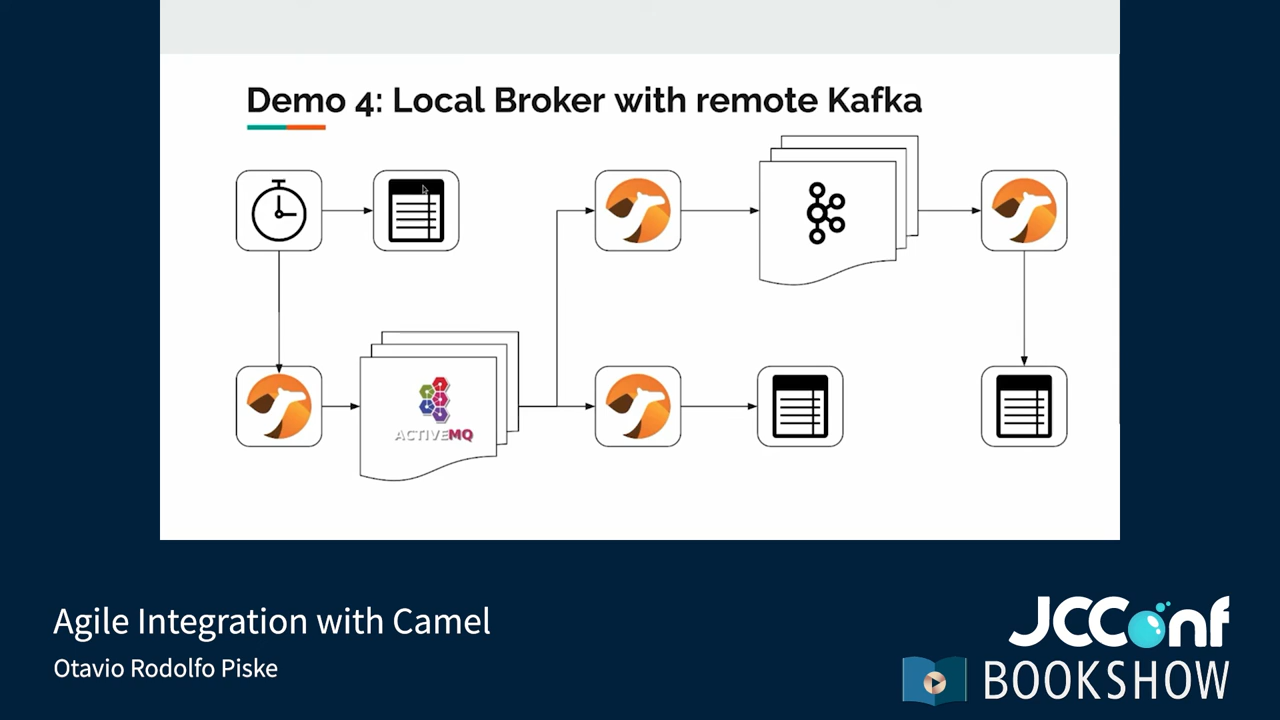 Demo 4: Local Broker with remote Kafka
ACTIVEMQ
Agile Integration with Camel
Otavio Rodolfo Piske
JCConf
BOOKSHOW